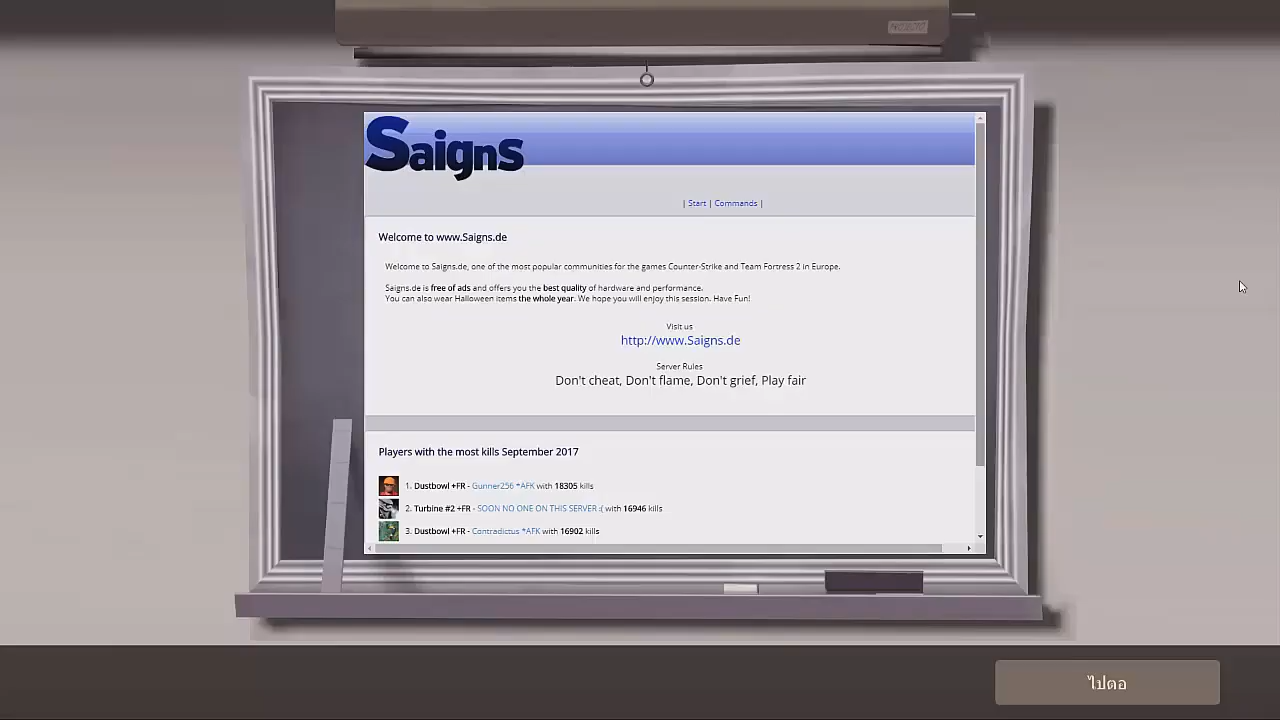 Saigns
| Start | Commands |
Welcome to www.Saigns.de
Welcome to Saigns.de, one of the most popular communities for the games Counter-Strike and Team Fortress 2 in Europe.
Saigns.de is free of ads and offers you the best quality of hardware and performance.
You can also wear Halloween items the whole year. We hope you will enjoy this session. Have Fun!
Visit us
http://www.Saigns.de
Server Rules
Don't cheat, Don't flame, Don't grief, Play fair
Players with the most kills September 2017
1. Dustbowl +FR - Gunner256 *AFK with 18305 kills
2. Turbine #2 +FR - SOON NO ONE ON THIS SERVER :( with 16946 kills
3. Dustbowl +FR - Contradictus *AFK with 16902 kills
ไปต่อ